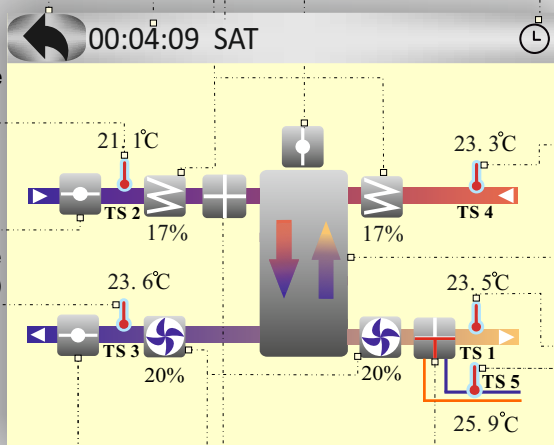 00:04:09 SAT
21.1°C
23.3°C
TS 2
TS 4
17%
17%
23.6°C
23.5°C
TS 3
TS 1
20%
20%
TS 5
25.9°C